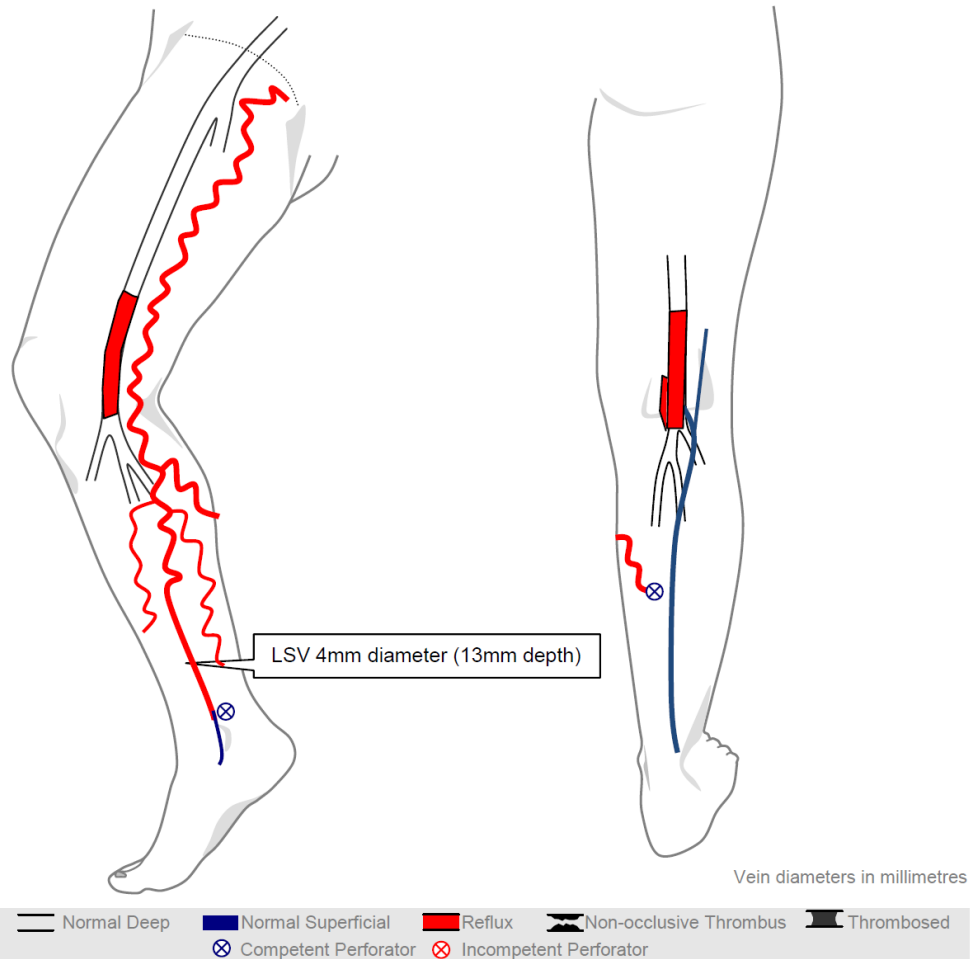 LSV 4mm diameter (13mm depth)
Vein diameters in millimetres
Normal Deep Normal Superficial Reflux Non-occlusive Thrombus Thrombosed
Competent Perforator Incompetent Perforator